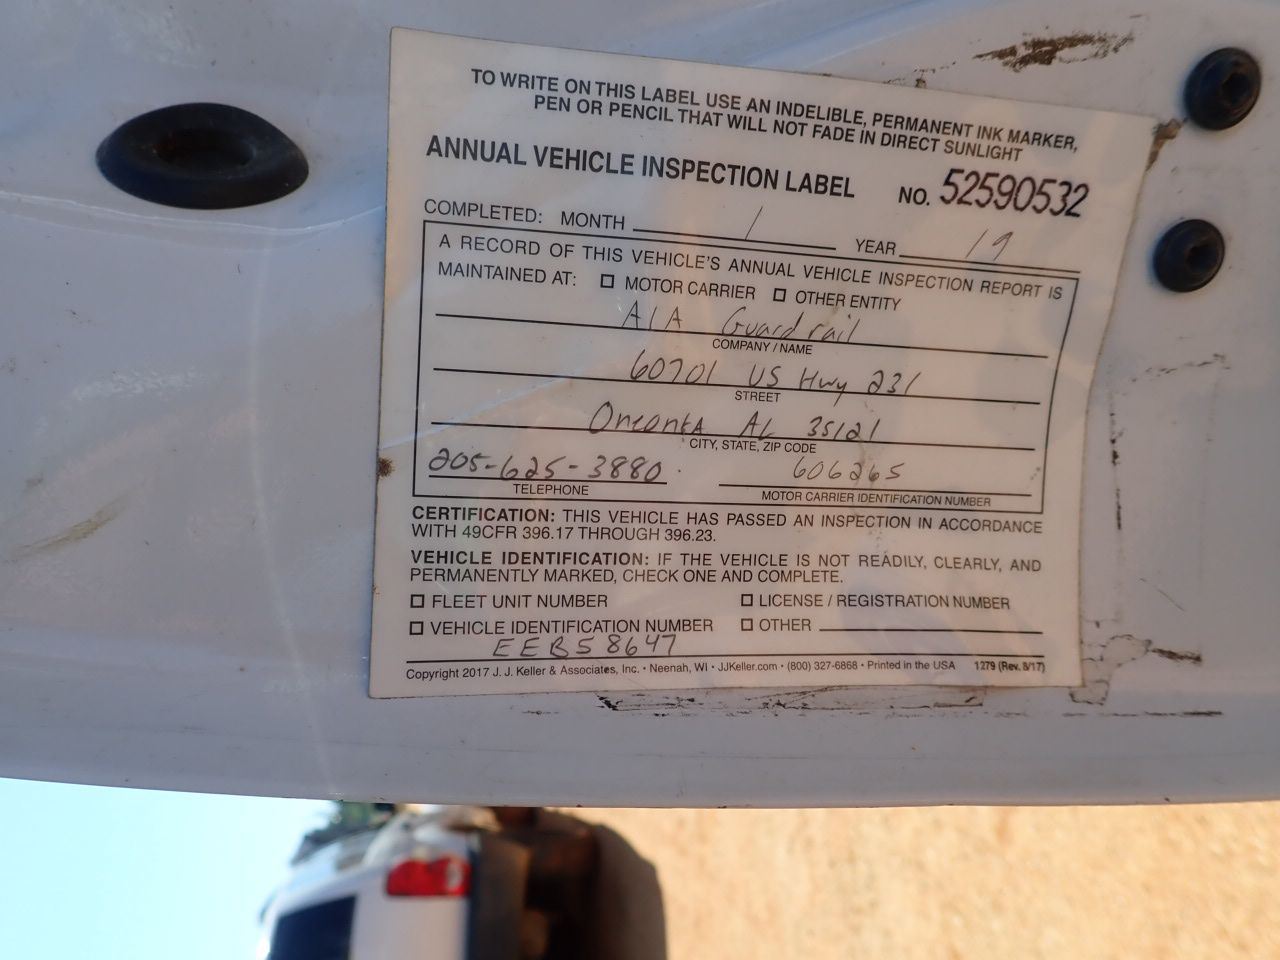 TO WRITE ON THIS LABEL USE AN INDELIBLE, PERMANENT INK MARKER,
PEN OR PENCIL THAT WILL NOT FADE IN DIRECT SUNLIGHT
ANNUAL VEHICLE INSPECTION LABEL NO. 52590532
COMPLETED: MONTH 1 YEAR 19
A RECORD OF THIS VEHICLE'S ANNUAL VEHICLE INSPECTION REPORT IS
MAINTAINED AT: ☐ MOTOR CARRIER ☐ OTHER ENTITY
A1A Guardrail
COMPANY / NAME
60701 US Hwy 231
STREET
Oneonta AL 35121
CITY, STATE, ZIP CODE
205-625-3880 606265
TELEPHONE MOTOR CARRIER IDENTIFICATION NUMBER
CERTIFICATION: THIS VEHICLE HAS PASSED AN INSPECTION IN ACCORDANCE
WITH 49CFR 396.17 THROUGH 396.23.
VEHICLE IDENTIFICATION: IF THE VEHICLE IS NOT READILY, CLEARLY, AND
PERMANENTLY MARKED, CHECK ONE AND COMPLETE.
☐ FLEET UNIT NUMBER ☐ LICENSE / REGISTRATION NUMBER
☐ VEHICLE IDENTIFICATION NUMBER ☐ OTHER
EEB58647
Copyright 2017 J. J. Keller & Associates, Inc. • Neenah, WI • JJKeller.com • (800) 327-6868 • Printed in the USA 1279 (Rev. 8/17)